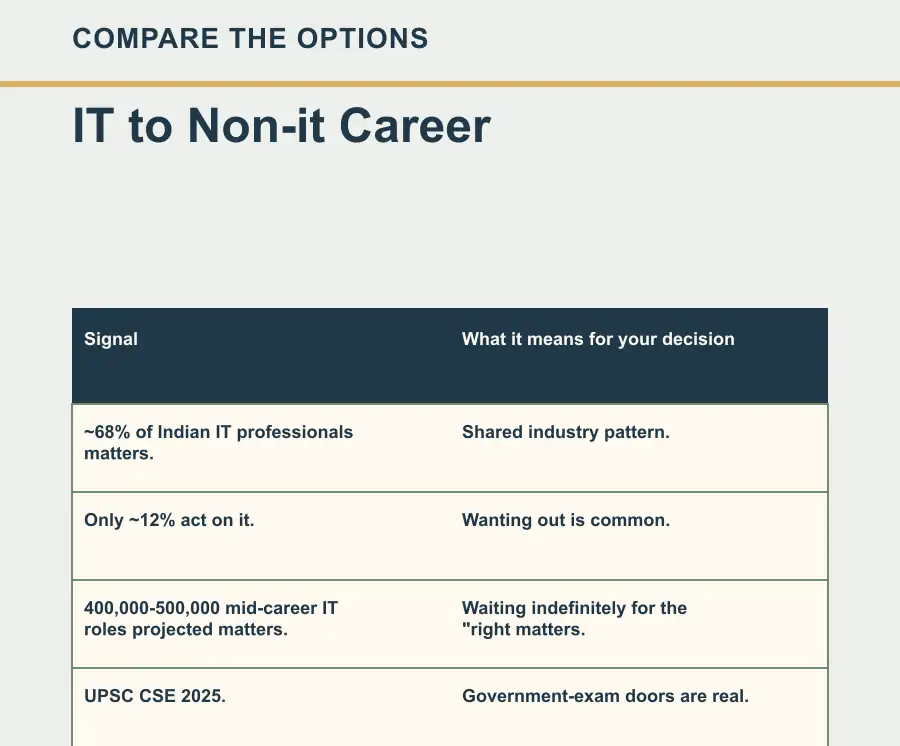 COMPARE THE OPTIONS
IT to Non-it Career
Signal
What it means for your decision
~68% of Indian IT professionals
matters.
Shared industry pattern.
Only ~12% act on it.
Wanting out is common.
400,000-500,000 mid-career IT
roles projected matters.
Waiting indefinitely for the
"right matters.
UPSC CSE 2025.
Government-exam doors are real.